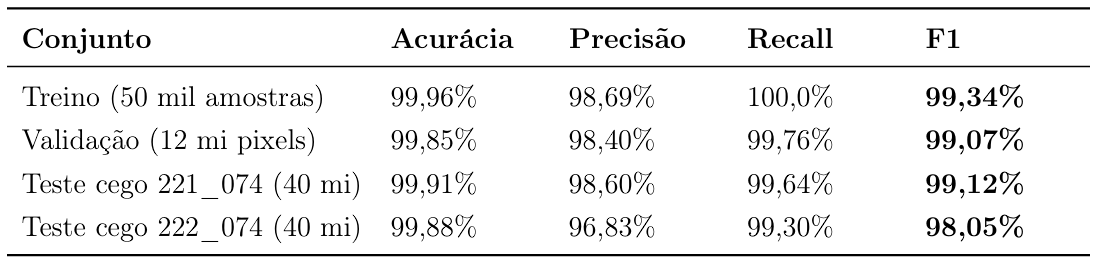 Conjunto Acurácia Precisão Recall F1
Treino (50 mil amostras) 99,96% 98,69% 100,0% 99,34%
Validação (12 mi pixels) 99,85% 98,40% 99,76% 99,07%
Teste cego 221_074 (40 mi) 99,91% 98,60% 99,64% 99,12%
Teste cego 222_074 (40 mi) 99,88% 96,83% 99,30% 98,05%